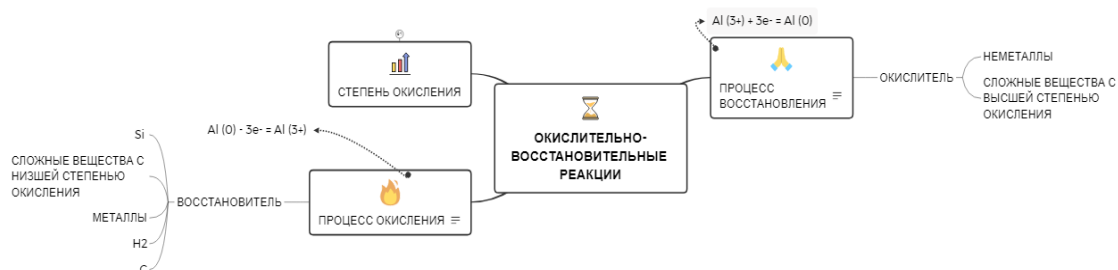 Al (3+) + 3e- = Al (0)
ПРОЦЕСС
ВОССТАНОВЛЕНИЯ
ОКИСЛИТЕЛЬ
НЕМЕТАЛЛЫ
СЛОЖНЫЕ ВЕЩЕСТВА С
ВЫСШЕЙ СТЕПЕНЬЮ
ОКИСЛЕНИЯ
СТЕПЕНЬ ОКИСЛЕНИЯ
ОКИСЛИТЕЛЬНО-
ВОССТАНОВИТЕЛЬНЫЕ
РЕАКЦИИ
Al (0) - 3e- = Al (3+)
ПРОЦЕСС ОКИСЛЕНИЯ
ВОССТАНОВИТЕЛЬ
Si
СЛОЖНЫЕ ВЕЩЕСТВА С
НИЗШЕЙ СТЕПЕНЬЮ
ОКИСЛЕНИЯ
МЕТАЛЛЫ
H2
C